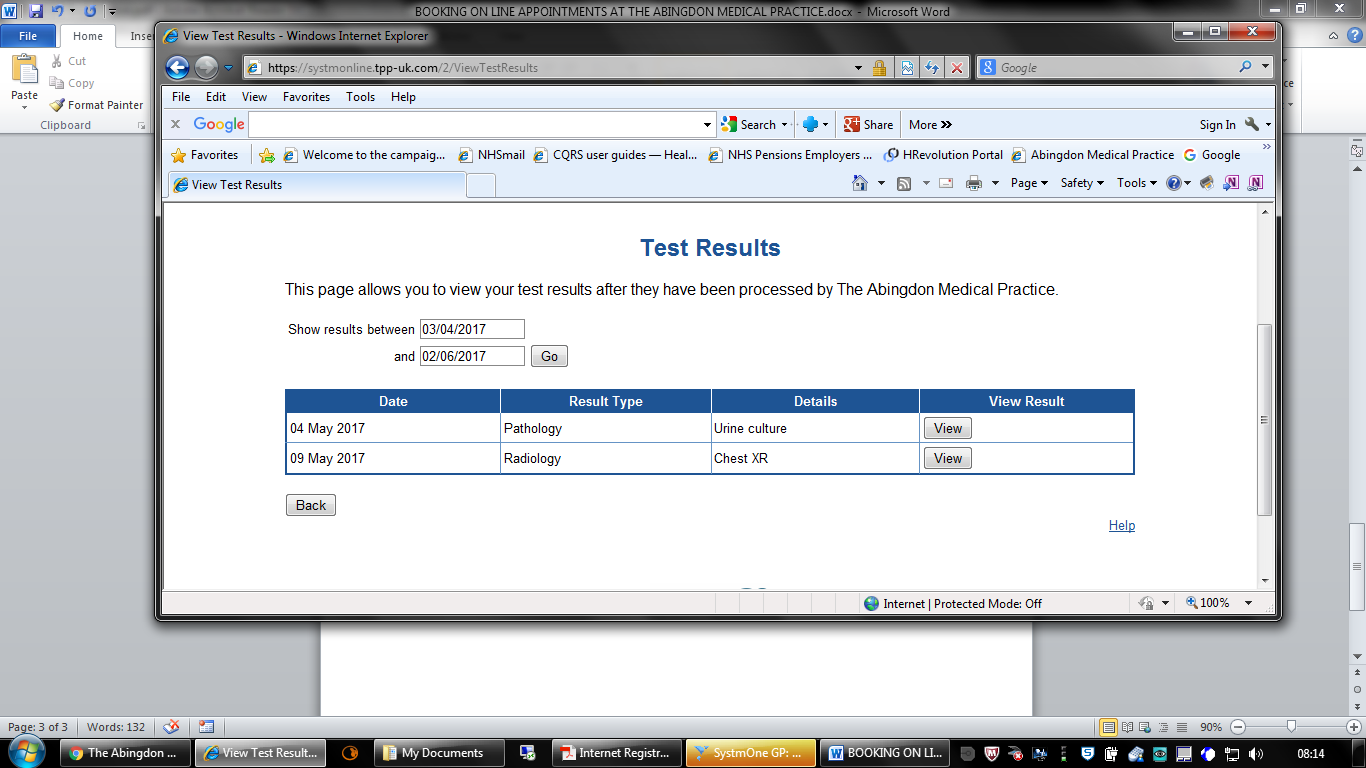 BOOKING ON LINE APPOINTMENTS AT THE ABINGDON MEDICAL PRACTICE.docx - Microsoft Word
File Home Inser
Cut
Copy
Paste
Format Painter
Clipboard
View Test Results - Windows Internet Explorer
https://systmonline.tpp-uk.com/2/ViewTestResults
Google
File Edit View Favorites Tools Help
x Google Search Share More Sign In
Favorites Welcome to the campaig... NHSmail CQRS user guides — Heal... NHS Pensions Employers ... HRevolution Portal Abingdon Medical Practice Google
View Test Results Page Safety Tools
Test Results
This page allows you to view your test results after they have been processed by The Abingdon Medical Practice.
Show results between 03/04/2017
and 02/06/2017 Go
Date Result Type Details View Result
04 May 2017 Pathology Urine culture View
09 May 2017 Radiology Chest XR View
Back
Help
Internet | Protected Mode: Off 100%
Page: 3 of 3 Words: 132 90%
The Abingdon ... View Test Result... My Documents Internet Registr... SystmOne GP: ... BOOKING ON LI... 08:14